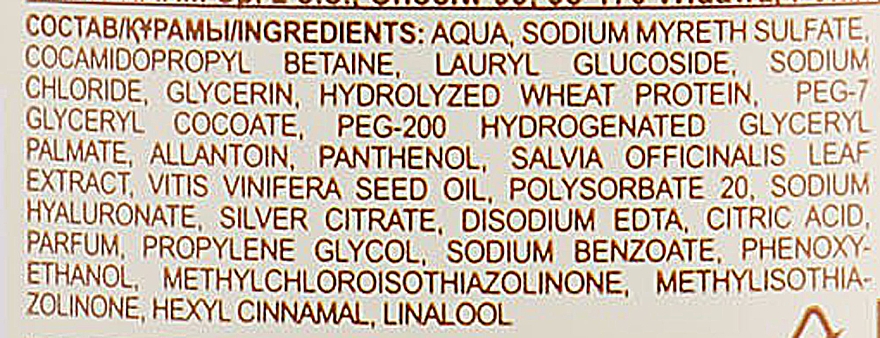 СОСТАВ/ҚҰРАМЫ/INGREDIENTS: AQUA, SODIUM MYRETH SULFATE,
COCAMIDOPROPYL BETAINE, LAURYL GLUCOSIDE, SODIUM
CHLORIDE, GLYCERIN, HYDROLYZED WHEAT PROTEIN, PEG-7
GLYCERYL COCOATE, PEG-200 HYDROGENATED GLYCERYL
PALMATE, ALLANTOIN, PANTHENOL, SALVIA OFFICINALIS LEAF
EXTRACT, VITIS VINIFERA SEED OIL, POLYSORBATE 20, SODIUM
HYALURONATE, SILVER CITRATE, DISODIUM EDTA, CITRIC ACID,
PARFUM, PROPYLENE GLYCOL, SODIUM BENZOATE, PHENOXY-
ETHANOL, METHYLCHLOROISOTHIAZOLINONE, METHYLISOTHIA-
ZOLINONE, HEXYL CINNAMAL, LINALOOL